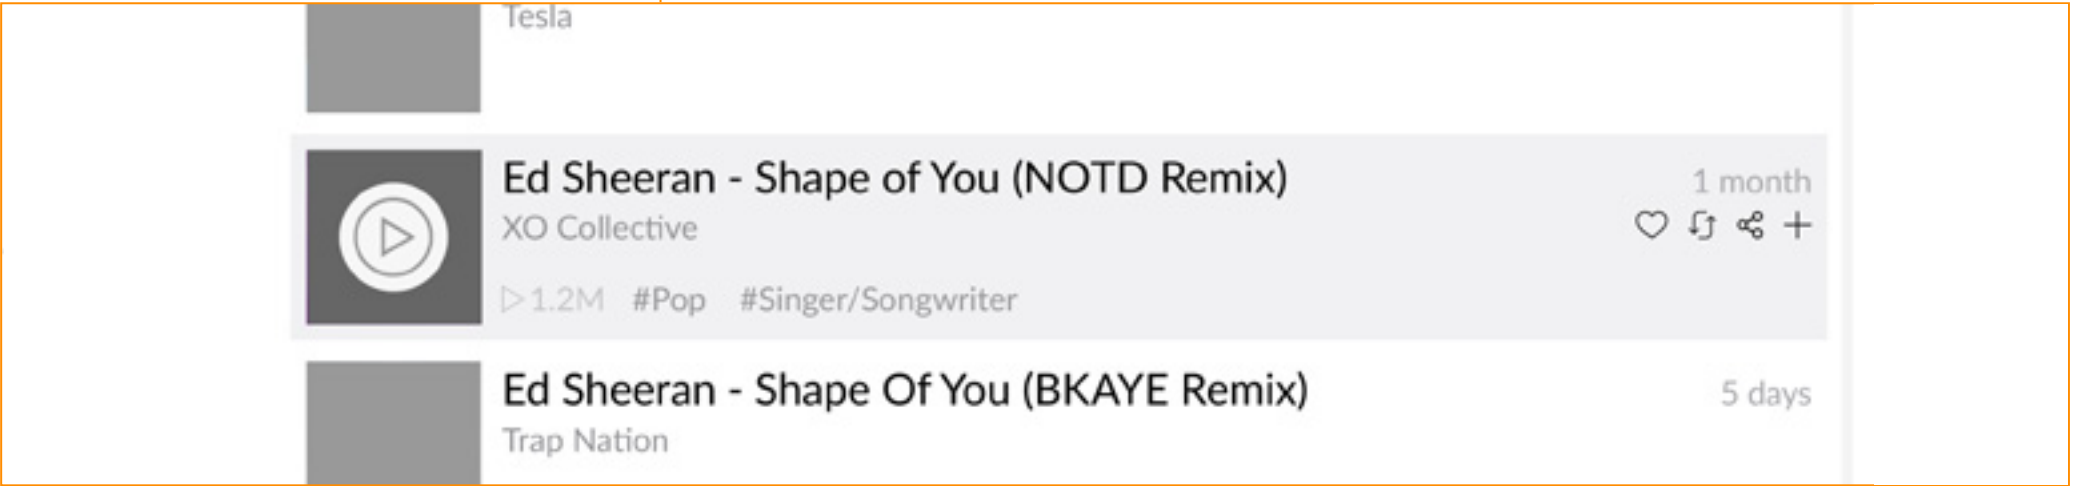 Tesla
Ed Sheeran - Shape of You (NOTD Remix)
1 month
XO Collective
1.2M #Pop #Singer/Songwriter
Ed Sheeran - Shape Of You (BKAYE Remix)
5 days
Trap Nation